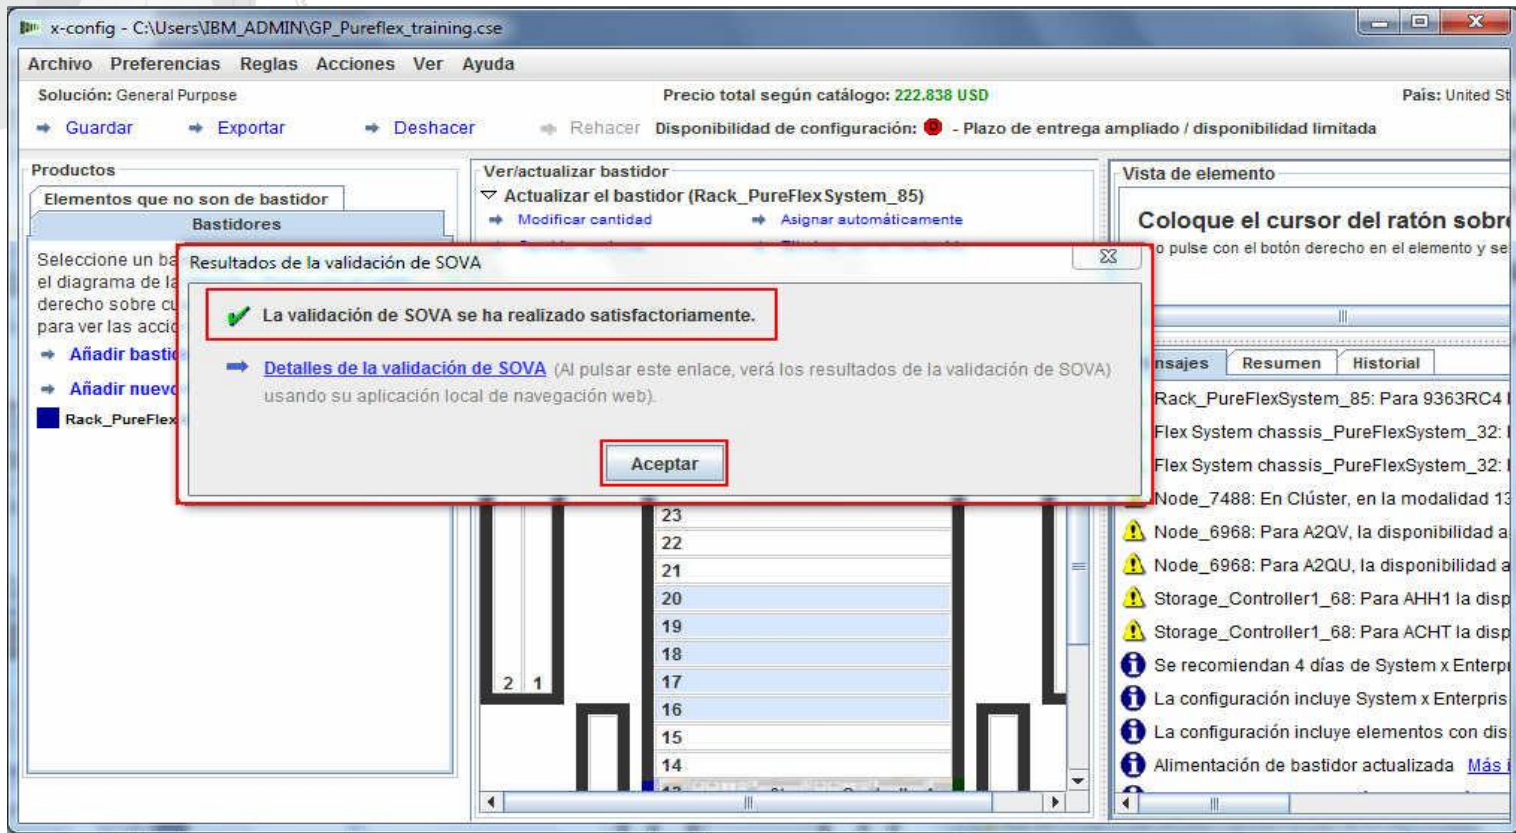 x-config - C:\Users\IBM_ADMIN\GP_Pureflex_training.cse
Archivo Preferencias Reglas Acciones Ver Ayuda
Solución: General Purpose
Precio total según catálogo: 222.838 USD
País: United St
Guardar Exportar Deshacer Rehacer
Disponibilidad de configuración: - Plazo de entrega ampliado / disponibilidad limitada
Productos
Elementos que no son de bastidor
Bastidores
Seleccione un ba
el diagrama de la
derecho sobre cu
para ver las accio
Añadir bastid
Añadir nuevo
Rack_PureFlex
Ver/actualizar bastidor
Actualizar el bastidor (Rack_PureFlexSystem_85)
Modificar cantidad Asignar automáticamente
Resultados de la validación de SOVA
La validación de SOVA se ha realizado satisfactoriamente.
Detalles de la validación de SOVA (Al pulsar este enlace, verá los resultados de la validación de SOVA)
usando su aplicación local de navegación web).
Aceptar
23
22
21
20
19
18
17
16
15
14
2 1
Vista de elemento
Coloque el cursor del ratón sobre
o pulse con el botón derecho en el elemento y se
nsajes Resumen Historial
Rack_PureFlexSystem_85: Para 9363RC4
Flex System chassis_PureFlexSystem_32:
Flex System chassis_PureFlexSystem_32:
Node_7488: En Clúster, en la modalidad 13
Node_6968: Para A2QV, la disponibilidad a
Node_6968: Para A2QU, la disponibilidad a
Storage_Controller1_68: Para AHH1 la disp
Storage_Controller1_68: Para ACHT la disp
Se recomiendan 4 días de System x Enterp
La configuración incluye System x Enterpris
La configuración incluye elementos con dis
Alimentación de bastidor actualizada Más i